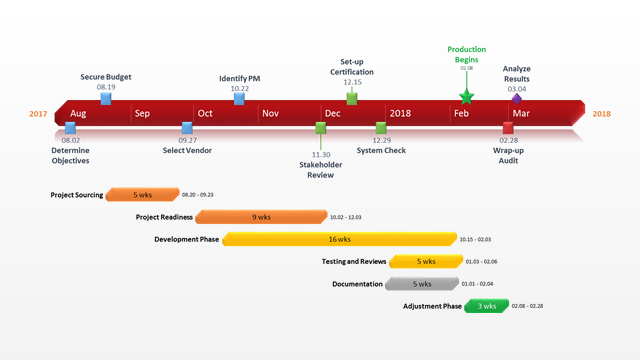 Production
Begins
02.08
Set-up
Certification
12.15
Analyze
Results
03.04
Secure Budget
08.19
Identify PM
10.22
2017
Aug
Sep
Oct
Nov
Dec
2018
Feb
Mar
2018
08.02
Determine
Objectives
09.27
Select Vendor
11.30
Stakeholder
Review
12.29
System Check
02.28
Wrap-up
Audit
Project Sourcing 5 wks 08.20 - 09.23
Project Readiness 9 wks 10.02 - 12.03
Development Phase 16 wks 10.15 - 02.03
Testing and Reviews 5 wks 01.03 - 02.06
Documentation 5 wks 01.01 - 02.04
Adjustment Phase 3 wks 02.08 - 02.28